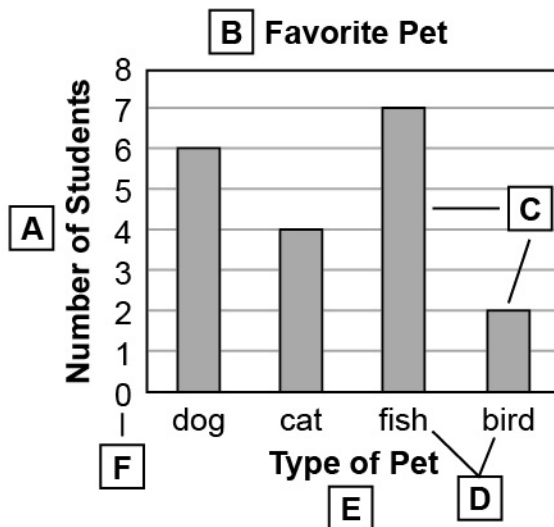 B Favorite Pet
8
7
6
5
4
3
2
1
0
A Number of Students
C
dog cat fish bird
F
Type of Pet
D
E